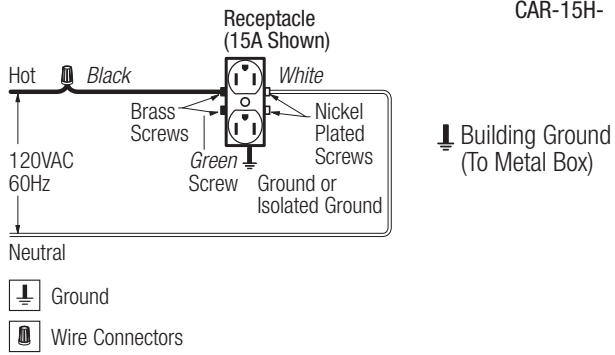 CAR-15H-
Receptacle
(15A Shown)
Hot
Black
White
Brass
Screws
Nickel
Plated
Screws
Green
Screw
Ground or
Isolated Ground
120VAC
60Hz
Neutral
Building Ground
(To Metal Box)
Ground
Wire Connectors